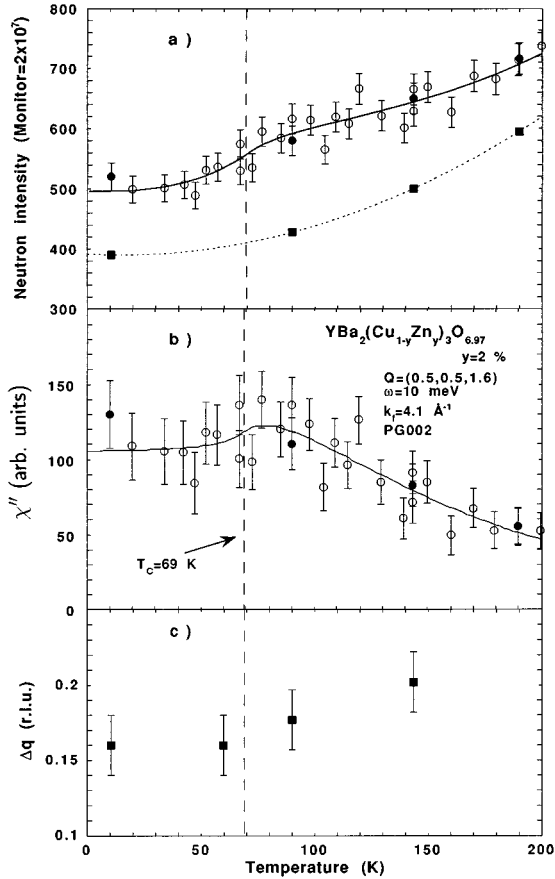 800
a )
700
600
500
400
300
Neutron intensity (Monitor=2x10⁷)
b )
YBa₂(Cu₁₋yZny)₃O₆.₉₇
y=2 %
Q=(0.5,0.5,1.6)
ω=10 meV
kf=4.1 Å⁻¹
PG002
150
100
50
0
χ'' (arb. units)
T_C=69 K
c )
0.2
0.15
0.1
Δq (r.l.u.)
0 50 100 150 200
Temperature (K)